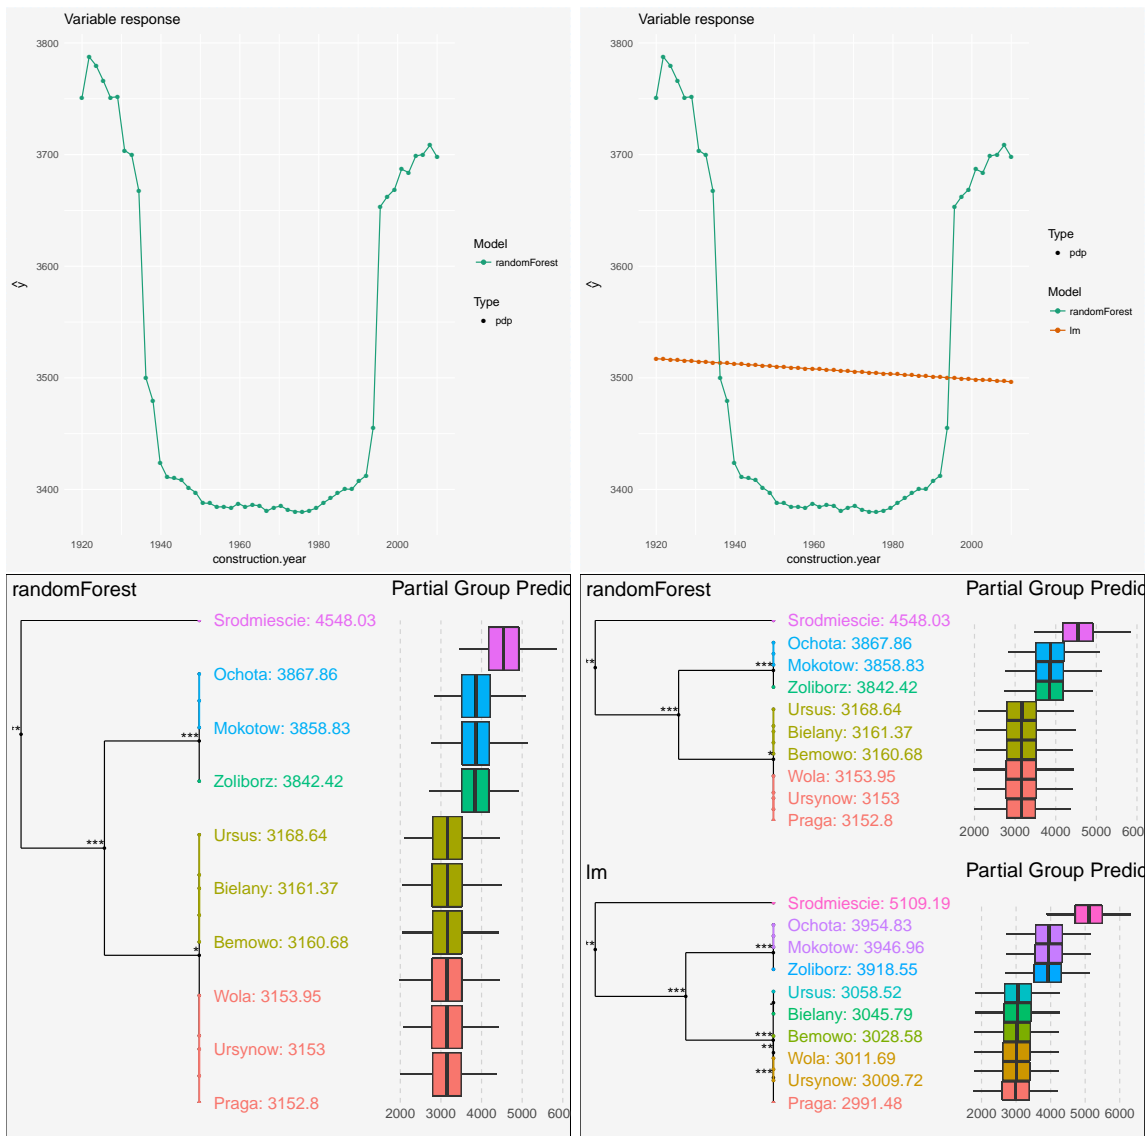 Variable response
3800
3700
3600
3500
3400
ŷ
1920
1940
1960
1980
2000
construction.year
Model
randomForest
Type
pdp
Variable response
3800
3700
3600
3500
3400
ŷ
1920
1940
1960
1980
2000
construction.year
Type
pdp
Model
randomForest
lm
randomForest
Partial Group Predic
Srodmiescie: 4548.03
Ochota: 3867.86
Mokotow: 3858.83
Zoliborz: 3842.42
Ursus: 3168.64
Bielany: 3161.37
Bemowo: 3160.68
Wola: 3153.95
Ursynow: 3153
Praga: 3152.8
**
***
***
*
2000
3000
4000
5000
600
randomForest
Partial Group Predic
Srodmiescie: 4548.03
Ochota: 3867.86
Mokotow: 3858.83
Zoliborz: 3842.42
Ursus: 3168.64
Bielany: 3161.37
Bemowo: 3160.68
Wola: 3153.95
Ursynow: 3153
Praga: 3152.8
**
***
***
*
2000
3000
4000
5000
600
lm
Partial Group Predic
Srodmiescie: 5109.19
Ochota: 3954.83
Mokotow: 3946.96
Zoliborz: 3918.55
Ursus: 3058.52
Bielany: 3045.79
Bemowo: 3028.58
Wola: 3011.69
Ursynow: 3009.72
Praga: 2991.48
**
***
***
***
**
***
2000
3000
4000
5000
6000